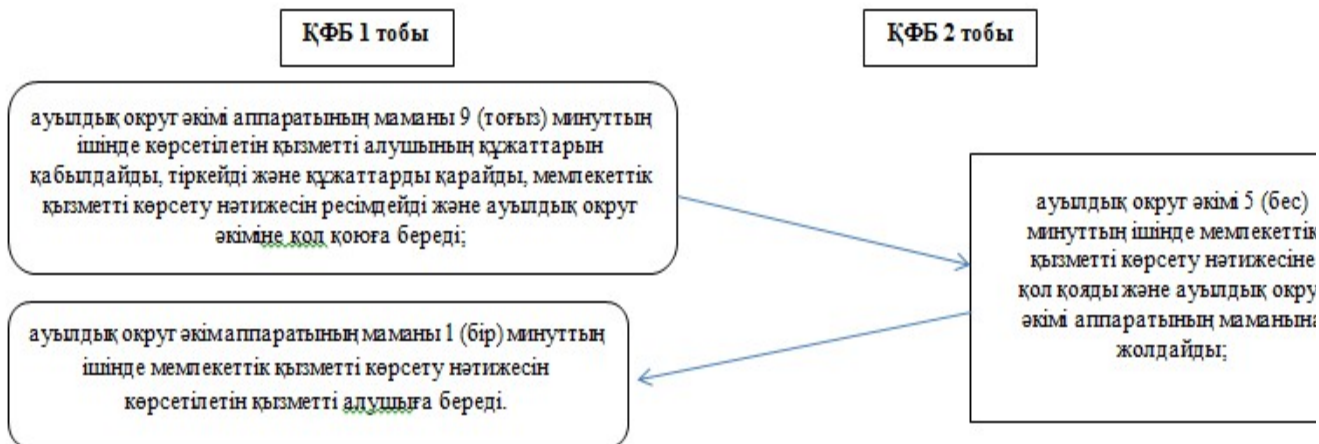 ҚФБ 1 тобы
ҚФБ 2 тобы
ауылдық округ әкімі аппаратының маманы 9 (тоғыз) минуттың
ішінде көрсетілетін қызметті алушының құжаттарын
қабылдайды, тіркейді және құжаттарды қарайды, мемлекеттік
қызметті көрсету нәтижесін ресімдейді және ауылдық округ
әкіміне қол қоюға береді;
ауылдық округ әкімі 5 (бес)
минуттың ішінде мемлекеттік
қызметті көрсету нәтижесіне
қол қояды және ауылдық окру
әкімі аппаратының маманына
жолдайды;
ауылдық округ әкім аппаратының маманы 1 (бір) минуттың
ішінде мемлекеттік қызметті көрсету нәтижесін
көрсетілетін қызметті алушыға береді.